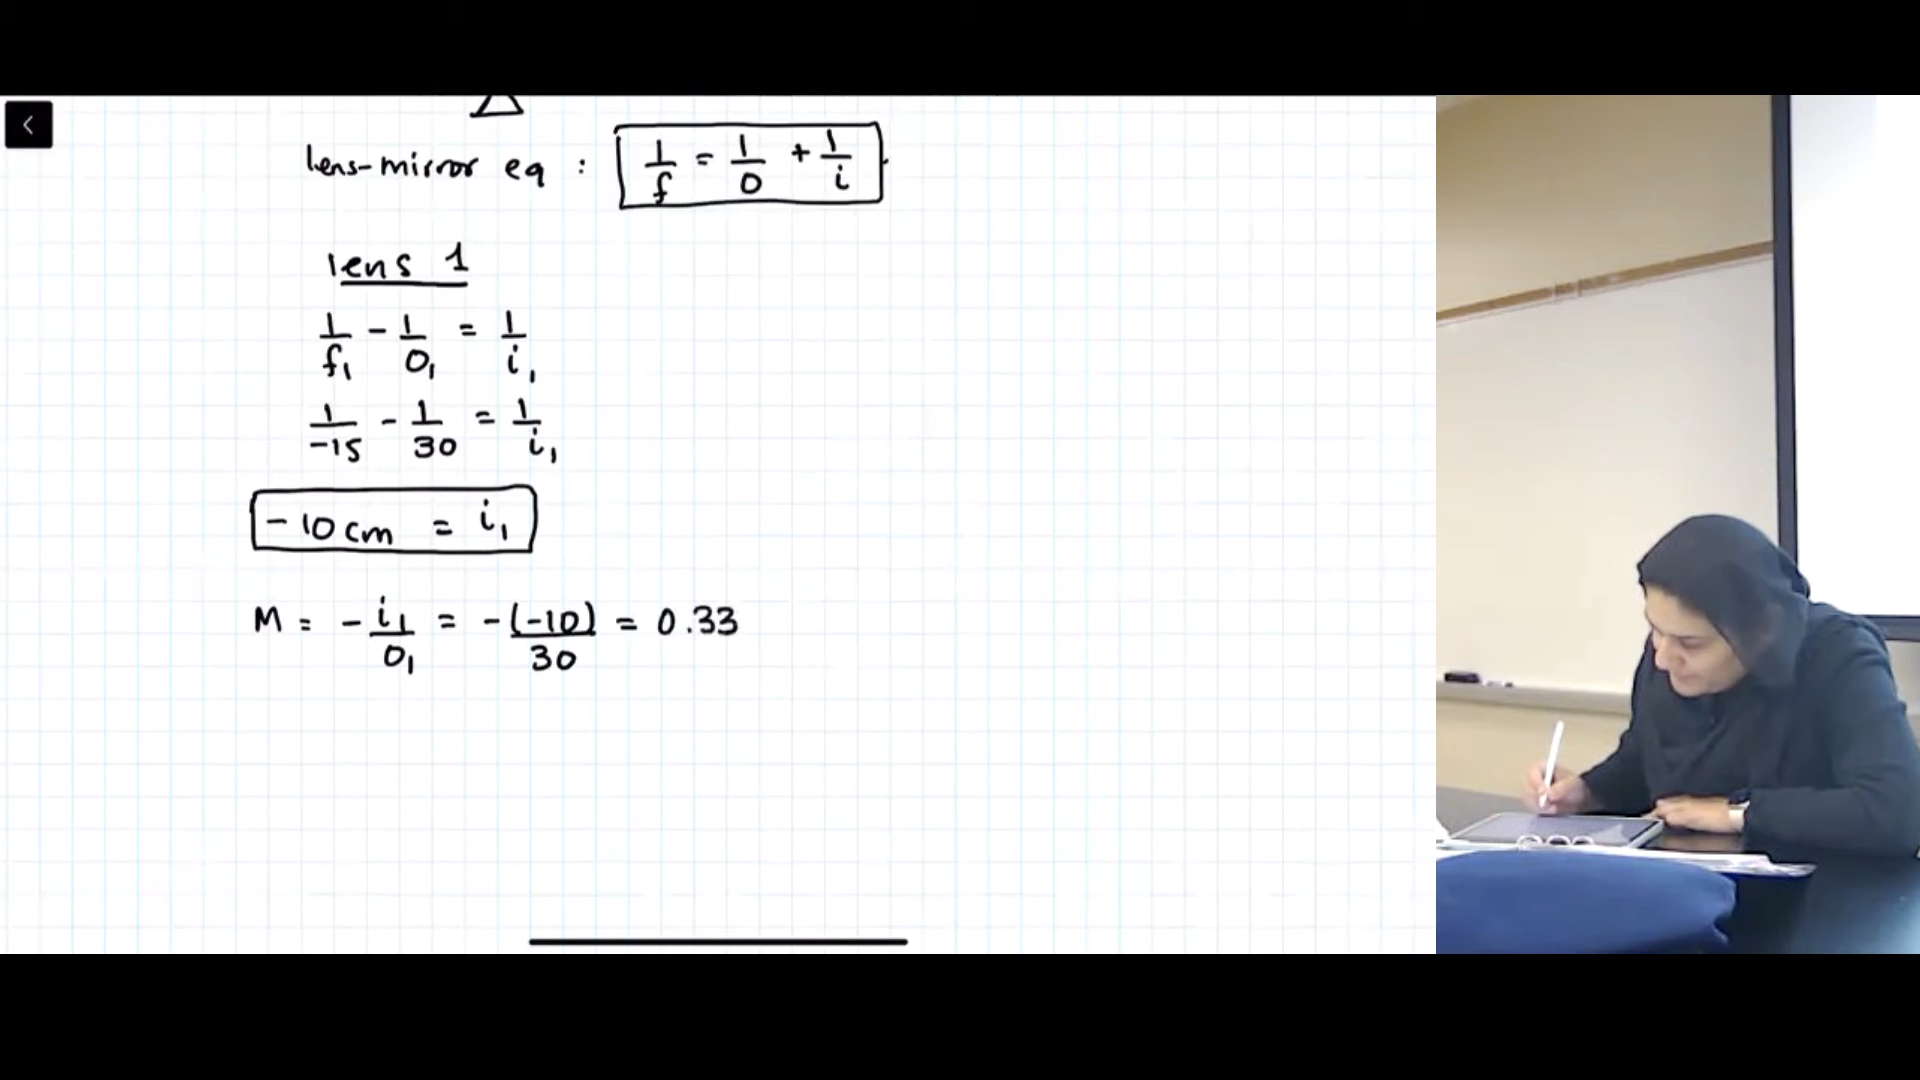 lens-mirror eq : 1/f = 1/o + 1/i
lens 1
1/f₁ - 1/o₁ = 1/i₁
1/-15 - 1/30 = 1/i₁
-10 cm = i₁
M = -i₁/o₁ = -(-10)/30 = 0.33